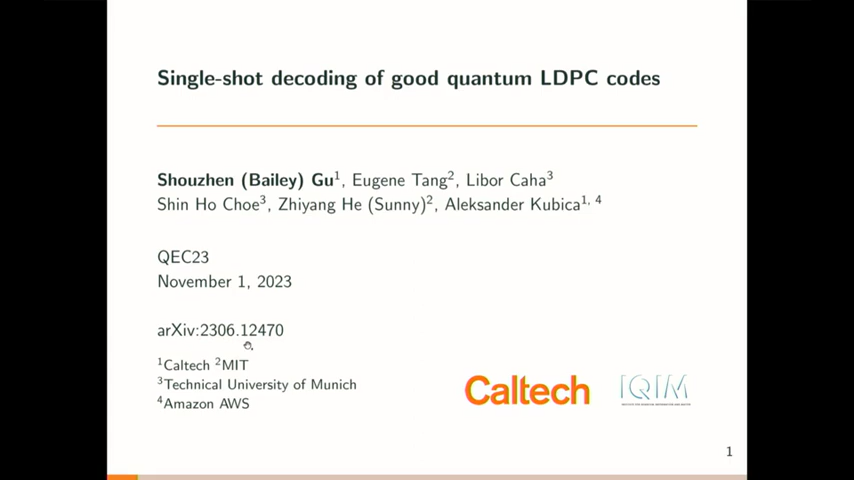 Single-shot decoding of good quantum LDPC codes
Shouzhen (Bailey) Gu¹, Eugene Tang², Libor Caha³
Shin Ho Choe³, Zhiyang He (Sunny)², Aleksander Kubica¹, ⁴
QEC23
November 1, 2023
arXiv:2306.12470
¹Caltech ²MIT
³Technical University of Munich
⁴Amazon AWS
Caltech
IQIM
1